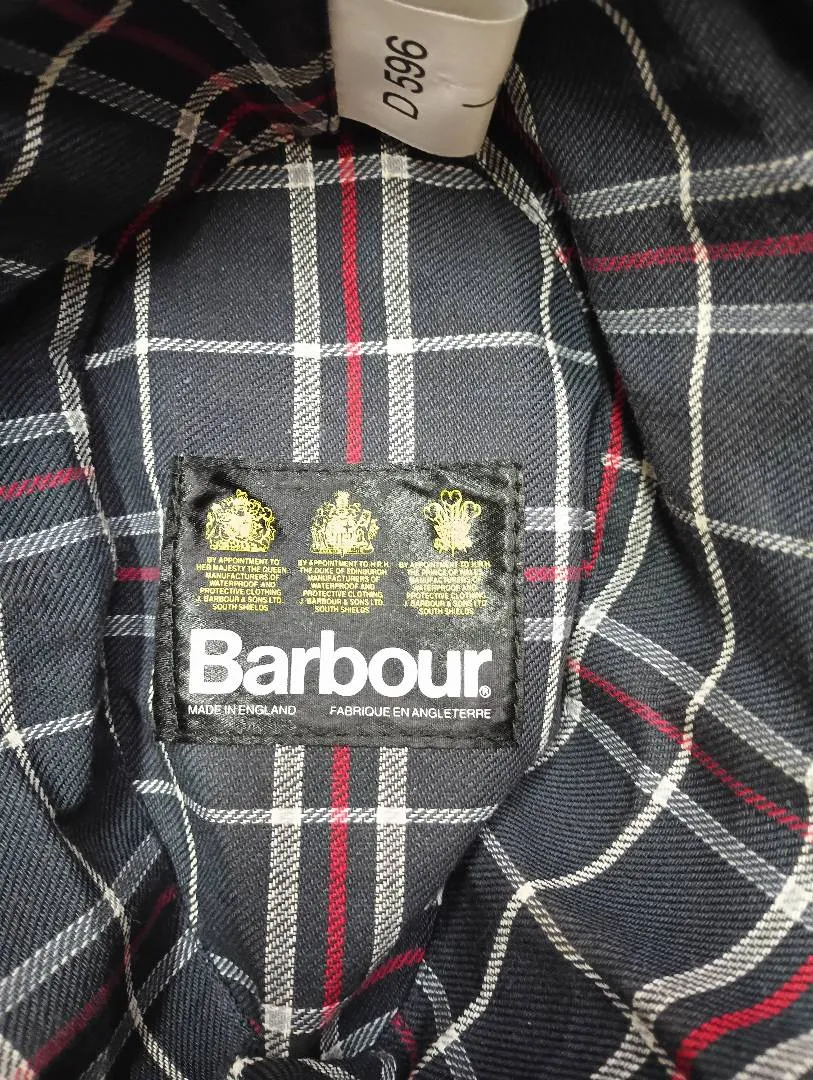 D 596
BY APPOINTMENT TO
HER MAJESTY THE QUEEN
MANUFACTURERS OF
WATERPROOF AND
PROTECTIVE CLOTHING
J. BARBOUR & SONS LTD
SOUTH SHIELDS
BY APPOINTMENT TO H.R.H.
THE DUKE OF EDINBURGH
MANUFACTURERS OF
WATERPROOF AND
PROTECTIVE CLOTHING
J. BARBOUR & SONS LTD
SOUTH SHIELDS
BY APPOINTMENT TO H.R.H.
THE PRINCE OF WALES
MANUFACTURERS OF
WATERPROOF AND
PROTECTIVE CLOTHING
J. BARBOUR & SONS LTD
SOUTH SHIELDS
Barbour®
MADE IN ENGLAND FABRIQUE EN ANGLETERRE